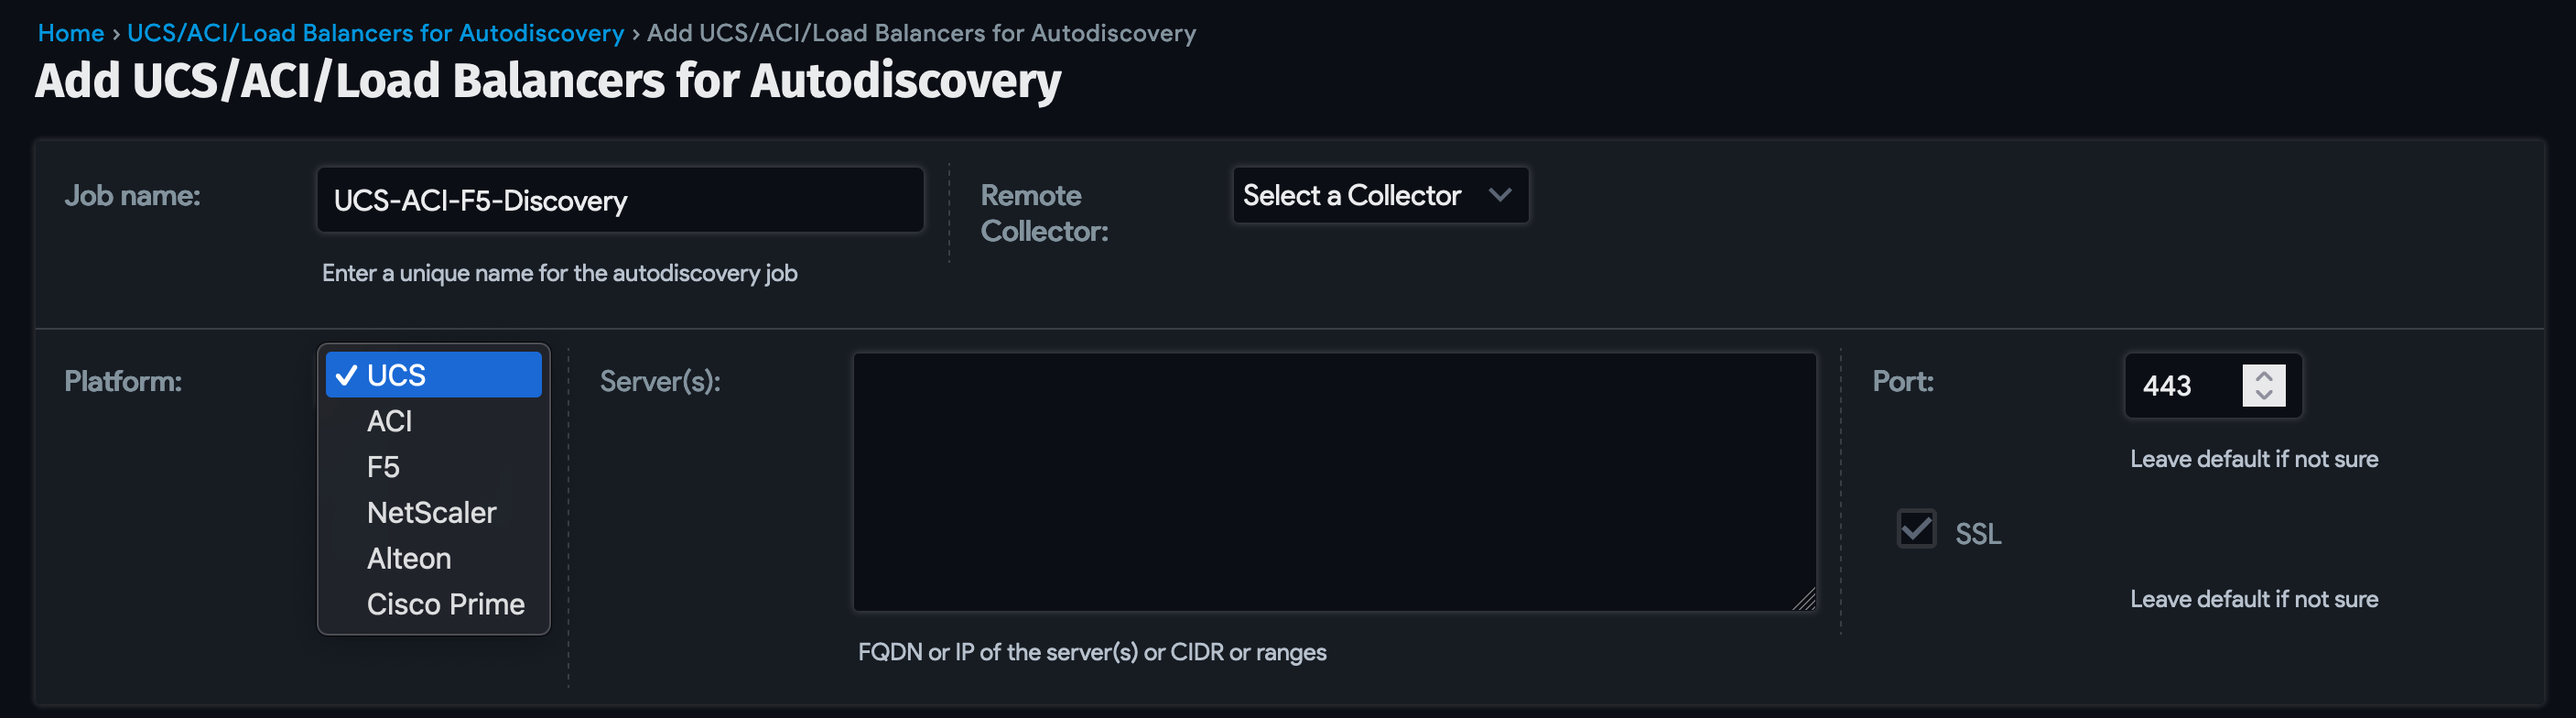 Home › UCS/ACI/Load Balancers for Autodiscovery › Add UCS/ACI/Load Balancers for Autodiscovery
Add UCS/ACI/Load Balancers for Autodiscovery
Job name:
UCS-ACI-F5-Discovery
Enter a unique name for the autodiscovery job
Remote
Collector:
Select a Collector
Platform:
✓ UCS
ACI
F5
NetScaler
Alteon
Cisco Prime
Server(s):
FQDN or IP of the server(s) or CIDR or ranges
Port:
443
Leave default if not sure
SSL
Leave default if not sure